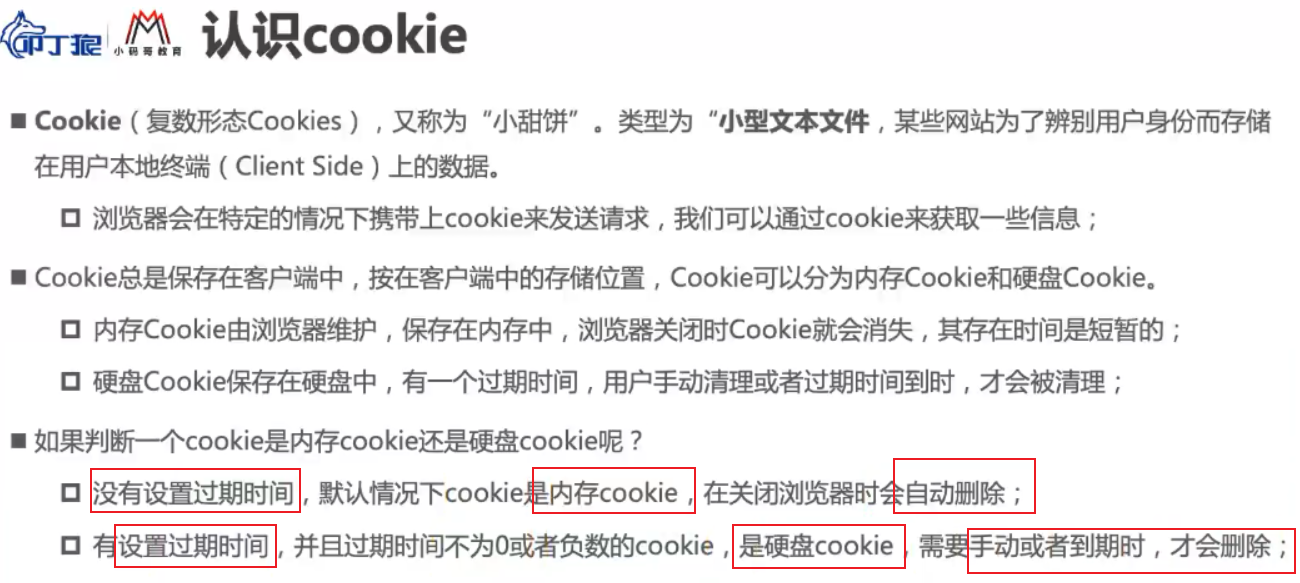 叩丁狼 小码哥教育 认识cookie
■ Cookie（复数形态Cookies），又称为“小甜饼”。类型为“小型文本文件，某些网站为了辨别用户身份而存储
在用户本地终端（Client Side）上的数据。
浏览器会在特定的情况下携带上cookie来发送请求，我们可以通过cookie来获取一些信息；
■ Cookie总是保存在客户端中，按在客户端中的存储位置，Cookie可以分为内存Cookie和硬盘Cookie。
内存Cookie由浏览器维护，保存在内存中，浏览器关闭时Cookie就会消失，其存在时间是短暂的；
硬盘Cookie保存在硬盘中，有一个过期时间，用户手动清理或者过期时间到时，才会被清理；
■ 如果判断一个cookie是内存cookie还是硬盘cookie呢？
没有设置过期时间，默认情况下cookie是内存cookie，在关闭浏览器时会自动删除；
有设置过期时间，并且过期时间不为0或者负数的cookie，是硬盘cookie，需要手动或者到期时，才会删除；